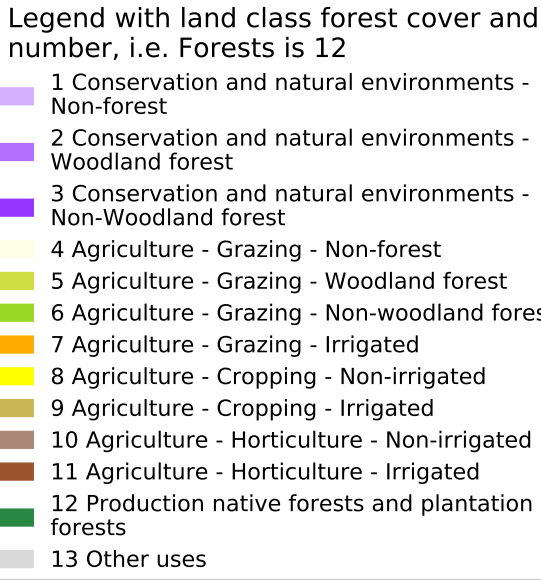 Legend with land class forest cover and
number, i.e. Forests is 12
1 Conservation and natural environments -
Non-forest
2 Conservation and natural environments -
Woodland forest
3 Conservation and natural environments -
Non-Woodland forest
4 Agriculture - Grazing - Non-forest
5 Agriculture - Grazing - Woodland forest
6 Agriculture - Grazing - Non-woodland fores
7 Agriculture - Grazing - Irrigated
8 Agriculture - Cropping - Non-irrigated
9 Agriculture - Cropping - Irrigated
10 Agriculture - Horticulture - Non-irrigated
11 Agriculture - Horticulture - Irrigated
12 Production native forests and plantation
forests
13 Other uses